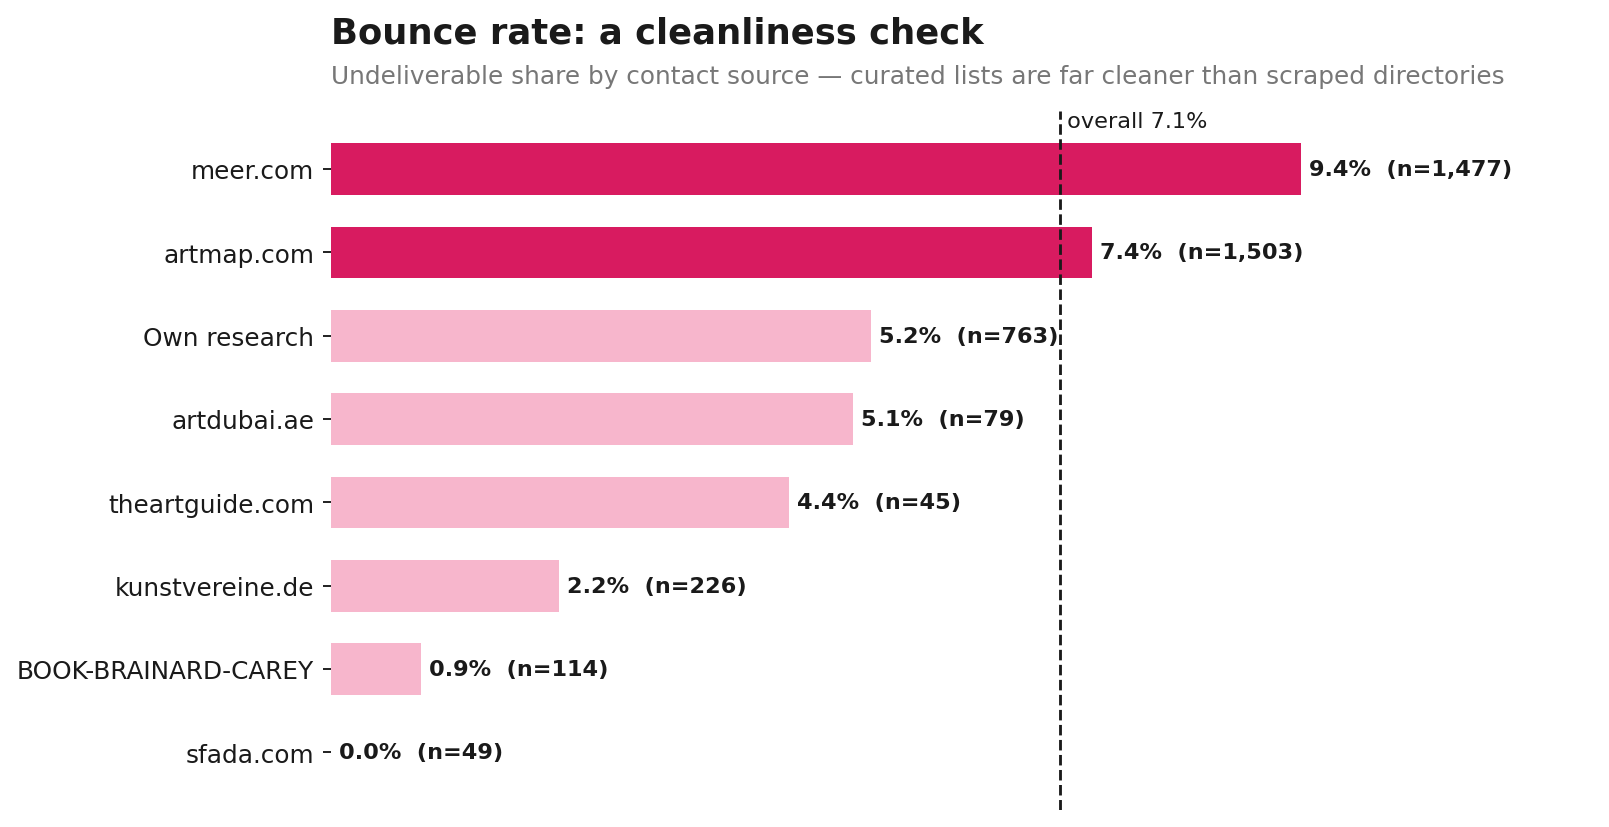 Bounce rate: a cleanliness check
Undeliverable share by contact source — curated lists are far cleaner than scraped directories
overall 7.1%
meer.com 9.4% (n=1,477)
artmap.com 7.4% (n=1,503)
Own research 5.2% (n=763)
artdubai.ae 5.1% (n=79)
theartguide.com 4.4% (n=45)
kunstvereine.de 2.2% (n=226)
BOOK-BRAINARD-CAREY 0.9% (n=114)
sfada.com 0.0% (n=49)